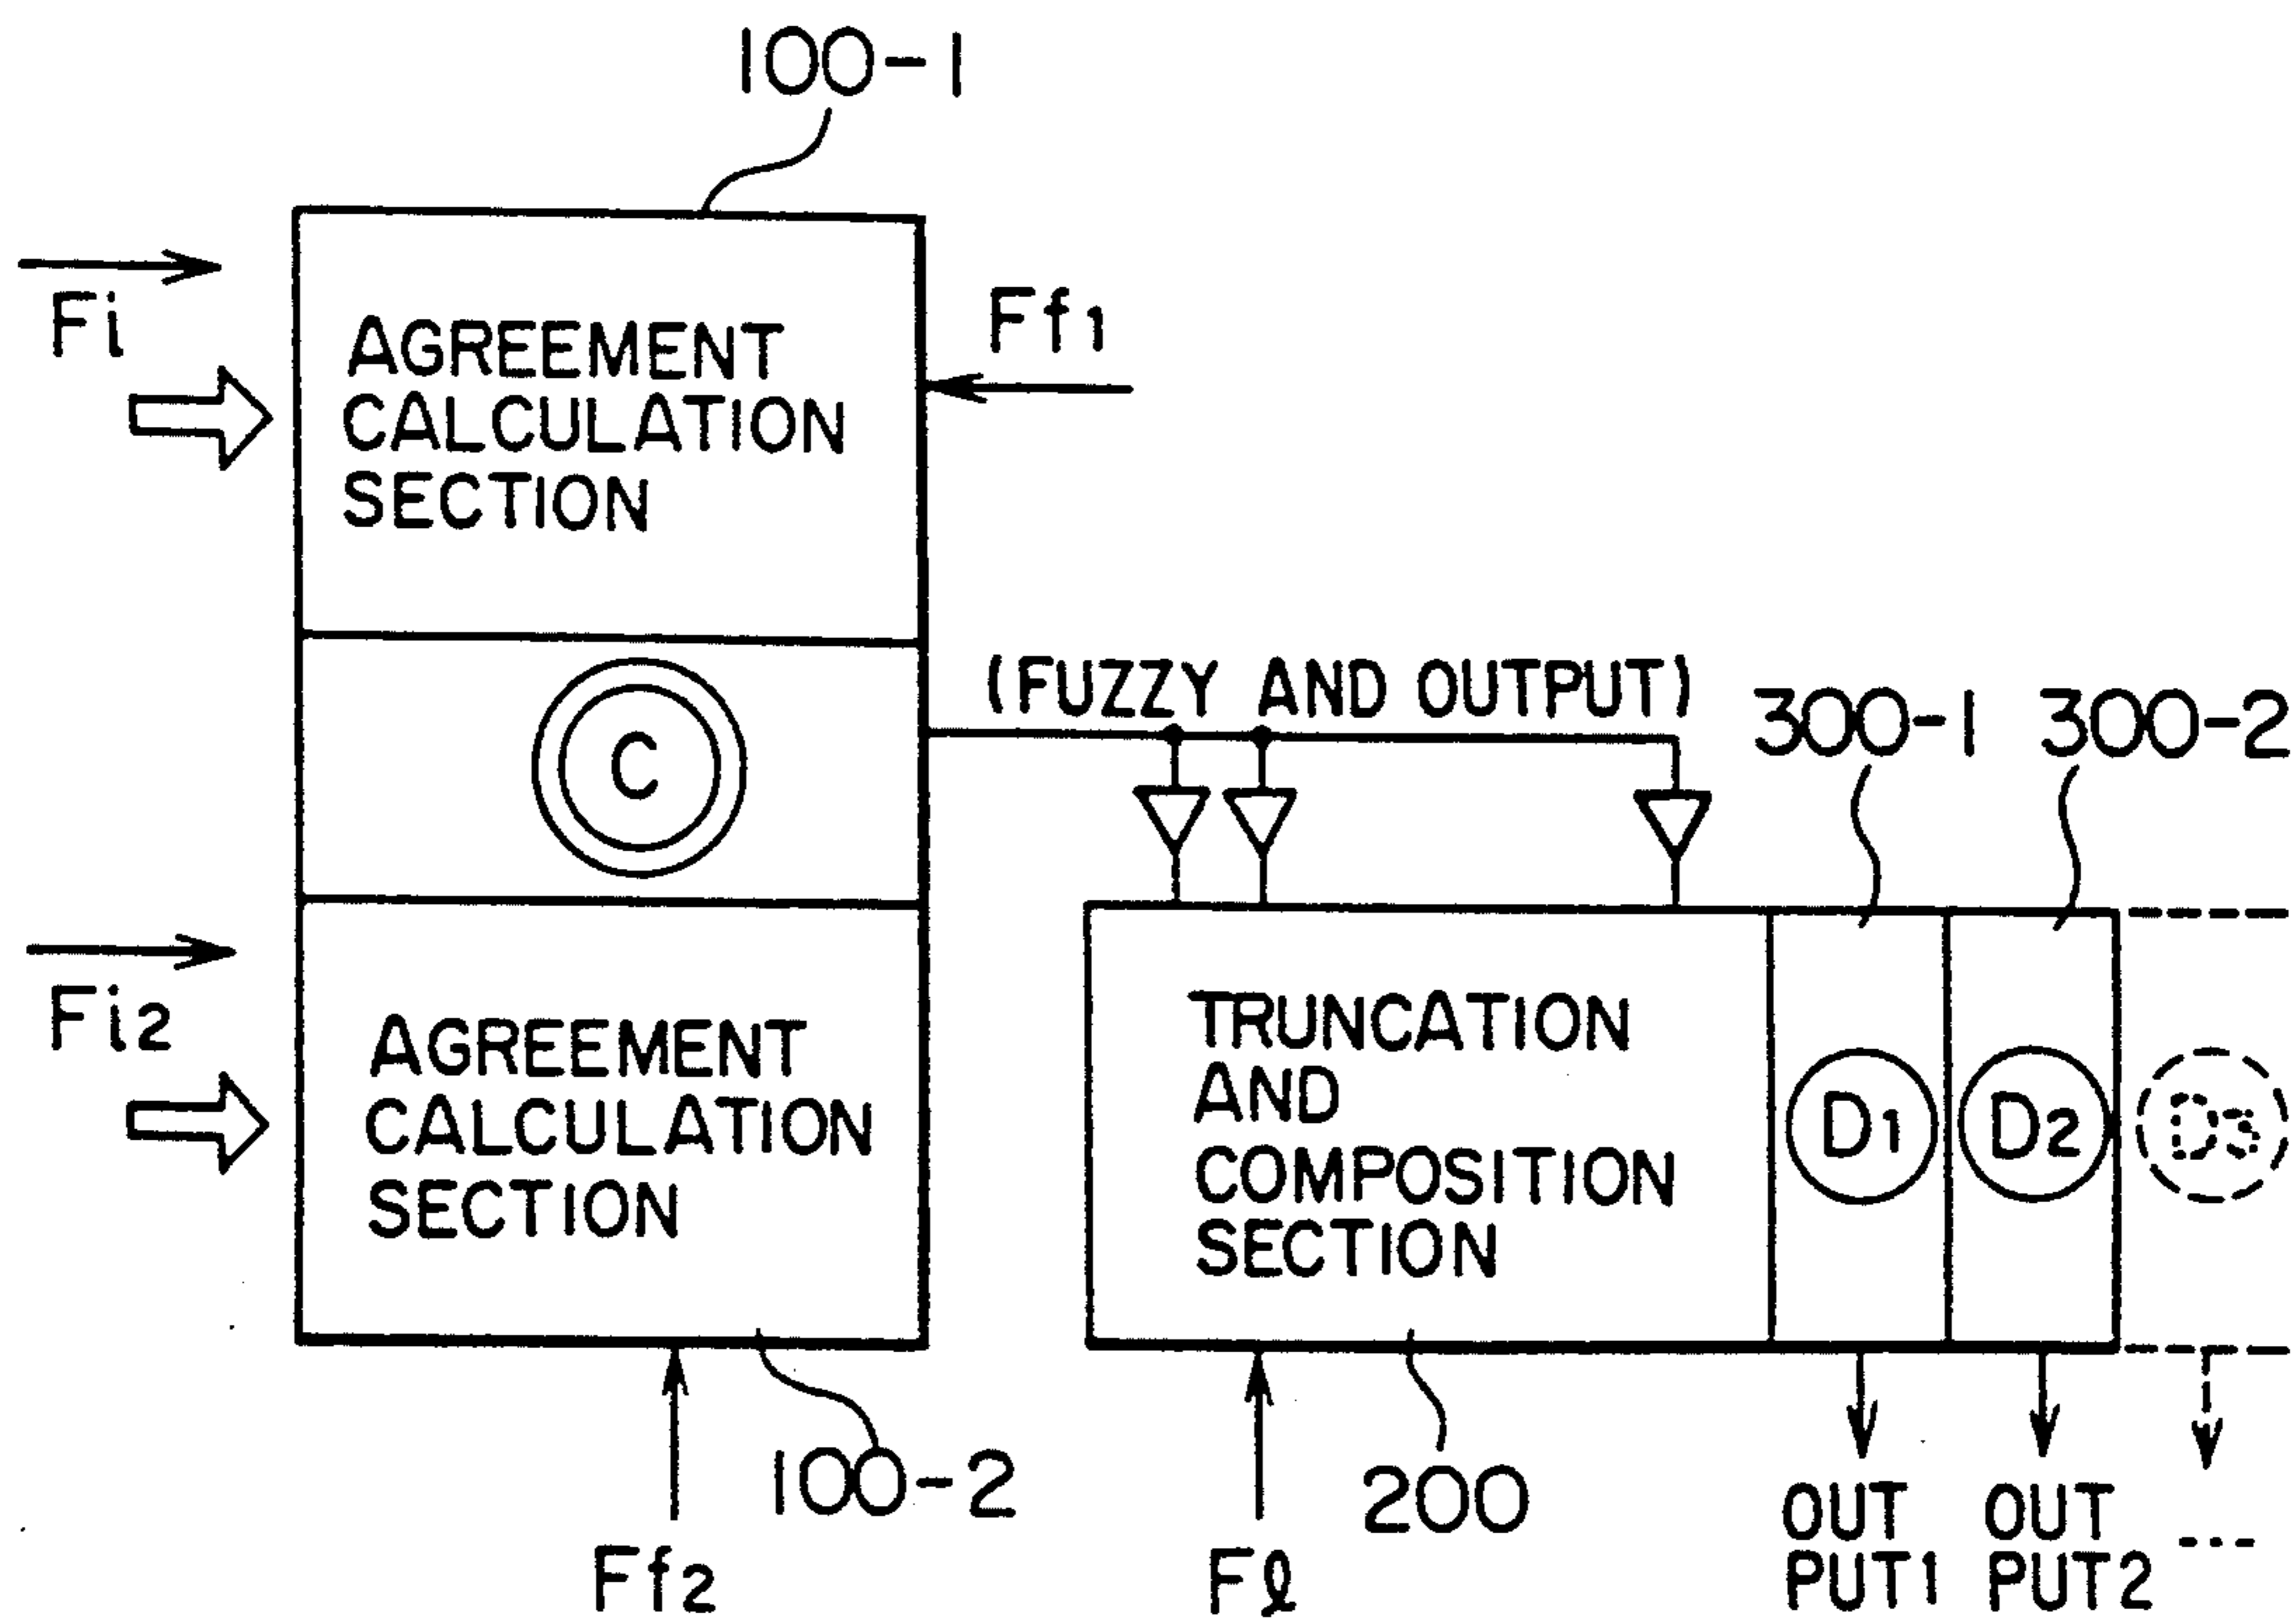 100-1
Fi
Ff1
AGREEMENT
CALCULATION
SECTION
(FUZZY AND OUTPUT)
300-1
300-2
C
Fi2
AGREEMENT
CALCULATION
SECTION
TRUNCATION
AND
COMPOSITION
SECTION
D1
D2
D3
100-2
200
Ff2
Fℓ
OUT
PUT1
OUT
PUT2
...